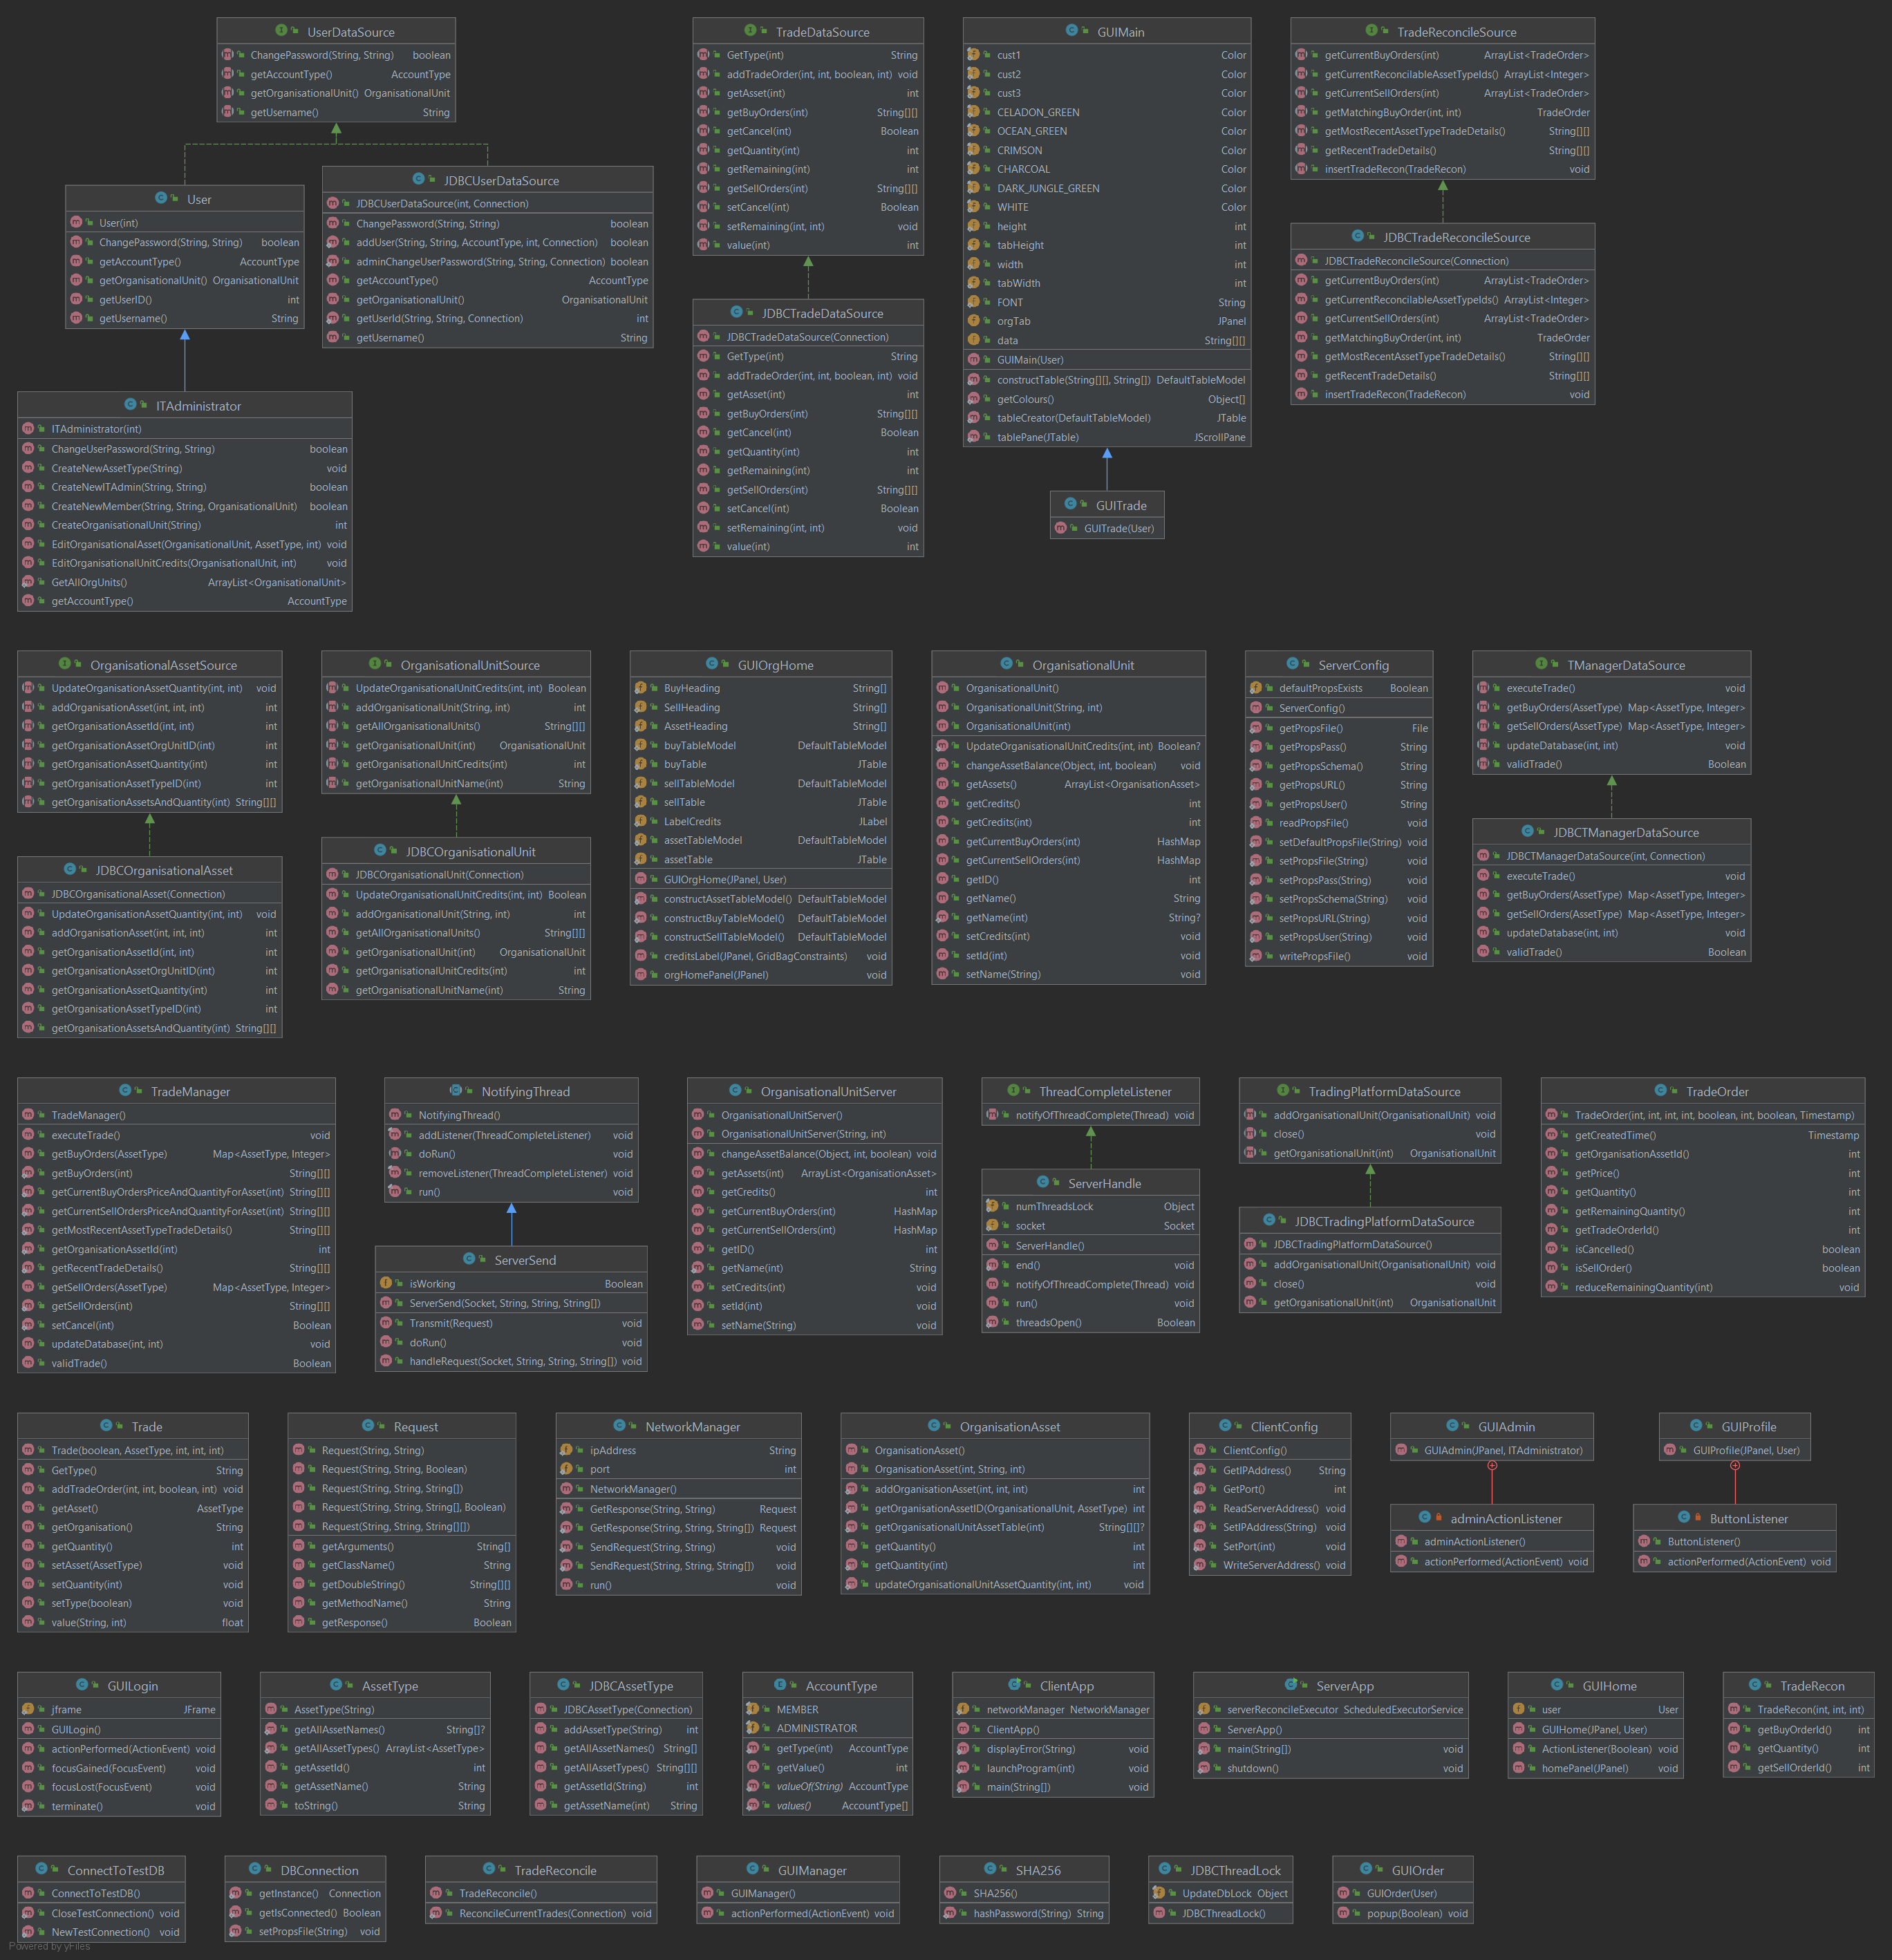 UserDataSource
ChangePassword(String, String) boolean
getAccountType() AccountType
getOrganisationalUnit() OrganisationalUnit
getUsername() String
User
User(int)
ChangePassword(String, String) boolean
getAccountType() AccountType
getOrganisationalUnit() OrganisationalUnit
getUserID() int
getUsername() String
JDBCUserDataSource
JDBCUserDataSource(int, Connection)
ChangePassword(String, String) boolean
addUser(String, String, AccountType, int, Connection) boolean
adminChangeUserPassword(String, String, Connection) boolean
getAccountType() AccountType
getOrganisationalUnit() OrganisationalUnit
getUserId(String, String, Connection) int
getUsername() String
ITAdministrator
ITAdministrator(int)
ChangeUserPassword(String, String) boolean
CreateNewAssetType(String) void
CreateNewITAdmin(String, String) boolean
CreateNewMember(String, String, OrganisationalUnit) boolean
CreateOrganisationalUnit(String) int
EditOrganisationalAsset(OrganisationalUnit, AssetType, int) void
EditOrganisationalUnitCredits(OrganisationalUnit, int) void
GetAllOrgUnits() ArrayList<OrganisationalUnit>
getAccountType() AccountType
TradeDataSource
GetType(int) String
addTradeOrder(int, int, boolean, int) void
getAsset(int) int
getBuyOrders(int) String[][]
getCancel(int) Boolean
getQuantity(int) int
getRemaining(int) int
getSellOrders(int) String[][]
setCancel(int) Boolean
setRemaining(int, int) void
value(int) int
JDBCTradeDataSource
JDBCTradeDataSource(Connection)
GetType(int) String
addTradeOrder(int, int, boolean, int) void
getAsset(int) int
getBuyOrders(int) String[][]
getCancel(int) Boolean
getQuantity(int) int
getRemaining(int) int
getSellOrders(int) String[][]
setCancel(int) Boolean
setRemaining(int, int) void
value(int) int
GUIMain
cust1 Color
cust2 Color
cust3 Color
CELADON_GREEN Color
OCEAN_GREEN Color
CRIMSON Color
CHARCOAL Color
DARK_JUNGLE_GREEN Color
WHITE Color
height int
tabHeight int
width int
tabWidth int
FONT String
orgTab JPanel
data String[][]
GUIMain(User)
constructTable(String[][], String[]) DefaultTableModel
getColours() Object[]
tableCreator(DefaultTableModel) JTable
tablePane(JTable) JScrollPane
GUITrade
GUITrade(User)
TradeReconcileSource
getCurrentBuyOrders(int) ArrayList<TradeOrder>
getCurrentReconcilableAssetTypeIds() ArrayList<Integer>
getCurrentSellOrders(int) ArrayList<TradeOrder>
getMatchingBuyOrder(int, int) TradeOrder
getMostRecentAssetTypeTradeDetails() String[][]
getRecentTradeDetails() String[][]
insertTradeRecon(TradeRecon) void
JDBCTradeReconcileSource
JDBCTradeReconcileSource(Connection)
getCurrentBuyOrders(int) ArrayList<TradeOrder>
getCurrentReconcilableAssetTypeIds() ArrayList<Integer>
getCurrentSellOrders(int) ArrayList<TradeOrder>
getMatchingBuyOrder(int, int) TradeOrder
getMostRecentAssetTypeTradeDetails() String[][]
getRecentTradeDetails() String[][]
insertTradeRecon(TradeRecon) void
OrganisationalAssetSource
UpdateOrganisationAssetQuantity(int, int) void
addOrganisationAsset(int, int, int) int
getOrganisationAssetId(int, int) int
getOrganisationAssetOrgUnitID(int) int
getOrganisationAssetQuantity(int) int
getOrganisationAssetTypeID(int) int
getOrganisationAssetsAndQuantity(int) String[][]
JDBCOrganisationalAsset
JDBCOrganisationalAsset(Connection)
UpdateOrganisationAssetQuantity(int, int) void
addOrganisationAsset(int, int, int) int
getOrganisationAssetId(int, int) int
getOrganisationAssetOrgUnitID(int) int
getOrganisationAssetQuantity(int) int
getOrganisationAssetTypeID(int) int
getOrganisationAssetsAndQuantity(int) String[][]
OrganisationalUnitSource
UpdateOrganisationalUnitCredits(int, int) Boolean
addOrganisationalUnit(String, int) int
getAllOrganisationalUnits() String[][]
getOrganisationalUnit(int) OrganisationalUnit
getOrganisationalUnitCredits(int) int
getOrganisationalUnitName(int) String
JDBCOrganisationalUnit
JDBCOrganisationalUnit(Connection)
UpdateOrganisationalUnitCredits(int, int) Boolean
addOrganisationalUnit(String, int) int
getAllOrganisationalUnits() String[][]
getOrganisationalUnit(int) OrganisationalUnit
getOrganisationalUnitCredits(int) int
getOrganisationalUnitName(int) String
GUIOrgHome
BuyHeading String[]
SellHeading String[]
AssetHeading String[]
buyTableModel DefaultTableModel
buyTable JTable
sellTableModel DefaultTableModel
sellTable JTable
LabelCredits JLabel
assetTableModel DefaultTableModel
assetTable JTable
GUIOrgHome(JPanel, User)
constructAssetTableModel() DefaultTableModel
constructBuyTableModel() DefaultTableModel
constructSellTableModel() DefaultTableModel
creditsLabel(JPanel, GridBagConstraints) void
orgHomePanel(JPanel) void
OrganisationalUnit
OrganisationalUnit()
OrganisationalUnit(String, int)
OrganisationalUnit(int)
UpdateOrganisationalUnitCredits(int, int) Boolean?
changeAssetBalance(Object, int, boolean) void
getAssets() ArrayList<OrganisationAsset>
getCredits() int
getCredits(int) int
getCurrentBuyOrders(int) HashMap
getCurrentSellOrders(int) HashMap
getID() int
getName() String
getName(int) String?
setCredits(int) void
setId(int) void
setName(String) void
ServerConfig
defaultPropsExists Boolean
ServerConfig()
getPropsFile() File
getPropsPass() String
getPropsSchema() String
getPropsURL() String
getPropsUser() String
readPropsFile() void
setDefaultPropsFile(String) void
setPropsFile(String) void
setPropsPass(String) void
setPropsSchema(String) void
setPropsURL(String) void
setPropsUser(String) void
writePropsFile() void
TManagerDataSource
executeTrade() void
getBuyOrders(AssetType) Map<AssetType, Integer>
getSellOrders(AssetType) Map<AssetType, Integer>
updateDatabase(int, int) void
validTrade() Boolean
JDBCTManagerDataSource
JDBCTManagerDataSource(int, Connection)
executeTrade() void
getBuyOrders(AssetType) Map<AssetType, Integer>
getSellOrders(AssetType) Map<AssetType, Integer>
updateDatabase(int, int) void
validTrade() Boolean
TradeManager
TradeManager()
executeTrade() void
getBuyOrders(AssetType) Map<AssetType, Integer>
getBuyOrders(int) String[][]
getCurrentBuyOrdersPriceAndQuantityForAsset(int) String[][]
getCurrentSellOrdersPriceAndQuantityForAsset(int) String[][]
getMostRecentAssetTypeTradeDetails() String[][]
getOrganisationAssetId(int) int
getRecentTradeDetails() String[][]
getSellOrders(AssetType) Map<AssetType, Integer>
getSellOrders(int) String[][]
setCancel(int) Boolean
updateDatabase(int, int) void
validTrade() Boolean
NotifyingThread
NotifyingThread()
addListener(ThreadCompleteListener) void
doRun() void
removeListener(ThreadCompleteListener) void
run() void
ServerSend
isWorking Boolean
ServerSend(Socket, String, String, String[])
Transmit(Request) void
doRun() void
handleRequest(Socket, String, String, String[]) void
OrganisationalUnitServer
OrganisationalUnitServer()
OrganisationalUnitServer(String, int)
changeAssetBalance(Object, int, boolean) void
getAssets(int) ArrayList<OrganisationAsset>
getCredits() int
getCurrentBuyOrders(int) HashMap
getCurrentSellOrders(int) HashMap
getID() int
getName(int) String
setCredits(int) void
setId(int) void
setName(String) void
ThreadCompleteListener
notifyOfThreadComplete(Thread) void
ServerHandle
numThreadsLock Object
socket Socket
ServerHandle()
end() void
notifyOfThreadComplete(Thread) void
run() void
threadsOpen() Boolean
TradingPlatformDataSource
addOrganisationalUnit(OrganisationalUnit) void
close() void
getOrganisationalUnit(int) OrganisationalUnit
JDBCTradingPlatformDataSource
JDBCTradingPlatformDataSource()
addOrganisationalUnit(OrganisationalUnit) void
close() void
getOrganisationalUnit(int) OrganisationalUnit
TradeOrder
TradeOrder(int, int, int, int, boolean, int, boolean, Timestamp)
getCreatedTime() Timestamp
getOrganisationAssetId() int
getPrice() int
getQuantity() int
getRemainingQuantity() int
getTradeOrderId() int
isCancelled() boolean
isSellOrder() boolean
reduceRemainingQuantity(int) void
Trade
Trade(boolean, AssetType, int, int, int)
GetType() String
addTradeOrder(int, int, boolean, int) void
getAsset() AssetType
getOrganisation() String
getQuantity() int
setAsset(AssetType) void
setQuantity(int) void
setType(boolean) void
value(String, int) float
Request
Request(String, String)
Request(String, String, Boolean)
Request(String, String, String[])
Request(String, String, String[], Boolean)
Request(String, String, String[][])
getArguments() String[]
getClassName() String
getDoubleString() String[][]
getMethodName() String
getResponse() Boolean
NetworkManager
ipAddress String
port int
NetworkManager()
GetResponse(String, String) Request
GetResponse(String, String, String[]) Request
SendRequest(String, String) void
SendRequest(String, String, String[]) void
run() void
OrganisationAsset
OrganisationAsset()
OrganisationAsset(int, String, int)
addOrganisationAsset(int, int, int) int
getOrganisationAssetID(OrganisationalUnit, AssetType) int
getOrganisationalUnitAssetTable(int) String[][]?
getQuantity() int
getQuantity(int) int
updateOrganisationalUnitAssetQuantity(int, int) void
ClientConfig
ClientConfig()
GetIPAddress() String
GetPort() int
ReadServerAddress() void
SetIPAddress(String) void
SetPort(int) void
WriteServerAddress() void
GUIAdmin
GUIAdmin(JPanel, ITAdministrator)
adminActionListener
adminActionListener()
actionPerformed(ActionEvent) void
GUIProfile
GUIProfile(JPanel, User)
ButtonListener
ButtonListener()
actionPerformed(ActionEvent) void
GUILogin
jframe JFrame
GUILogin()
actionPerformed(ActionEvent) void
focusGained(FocusEvent) void
focusLost(FocusEvent) void
terminate() void
AssetType
AssetType(String)
getAllAssetNames() String[]?
getAllAssetTypes() ArrayList<AssetType>
getAssetId() int
getAssetName() String
toString() String
JDBCAssetType
JDBCAssetType(Connection)
addAssetType(String) int
getAllAssetNames() String[]
getAllAssetTypes() String[][]
getAssetId(String) int
getAssetName(int) String
AccountType
MEMBER
ADMINISTRATOR
getType(int) AccountType
getValue() int
valueOf(String) AccountType
values() AccountType[]
ClientApp
networkManager NetworkManager
ClientApp()
displayError(String) void
launchProgram(int) void
main(String[]) void
ServerApp
serverReconcileExecutor ScheduledExecutorService
ServerApp()
main(String[]) void
shutdown() void
GUIHome
user User
GUIHome(JPanel, User)
ActionListener(Boolean) void
homePanel(JPanel) void
TradeRecon
TradeRecon(int, int, int)
getBuyOrderId() int
getQuantity() int
getSellOrderId() int
ConnectToTestDB
ConnectToTestDB()
CloseTestConnection() void
NewTestConnection() void
DBConnection
getInstance() Connection
getIsConnected() Boolean
setPropsFile(String) void
TradeReconcile
TradeReconcile()
ReconcileCurrentTrades(Connection) void
GUIManager
GUIManager()
actionPerformed(ActionEvent) void
SHA256
SHA256()
hashPassword(String) String
JDBCThreadLock
UpdateDbLock Object
JDBCThreadLock()
GUIOrder
GUIOrder(User)
popup(Boolean) void
Powered by yFiles